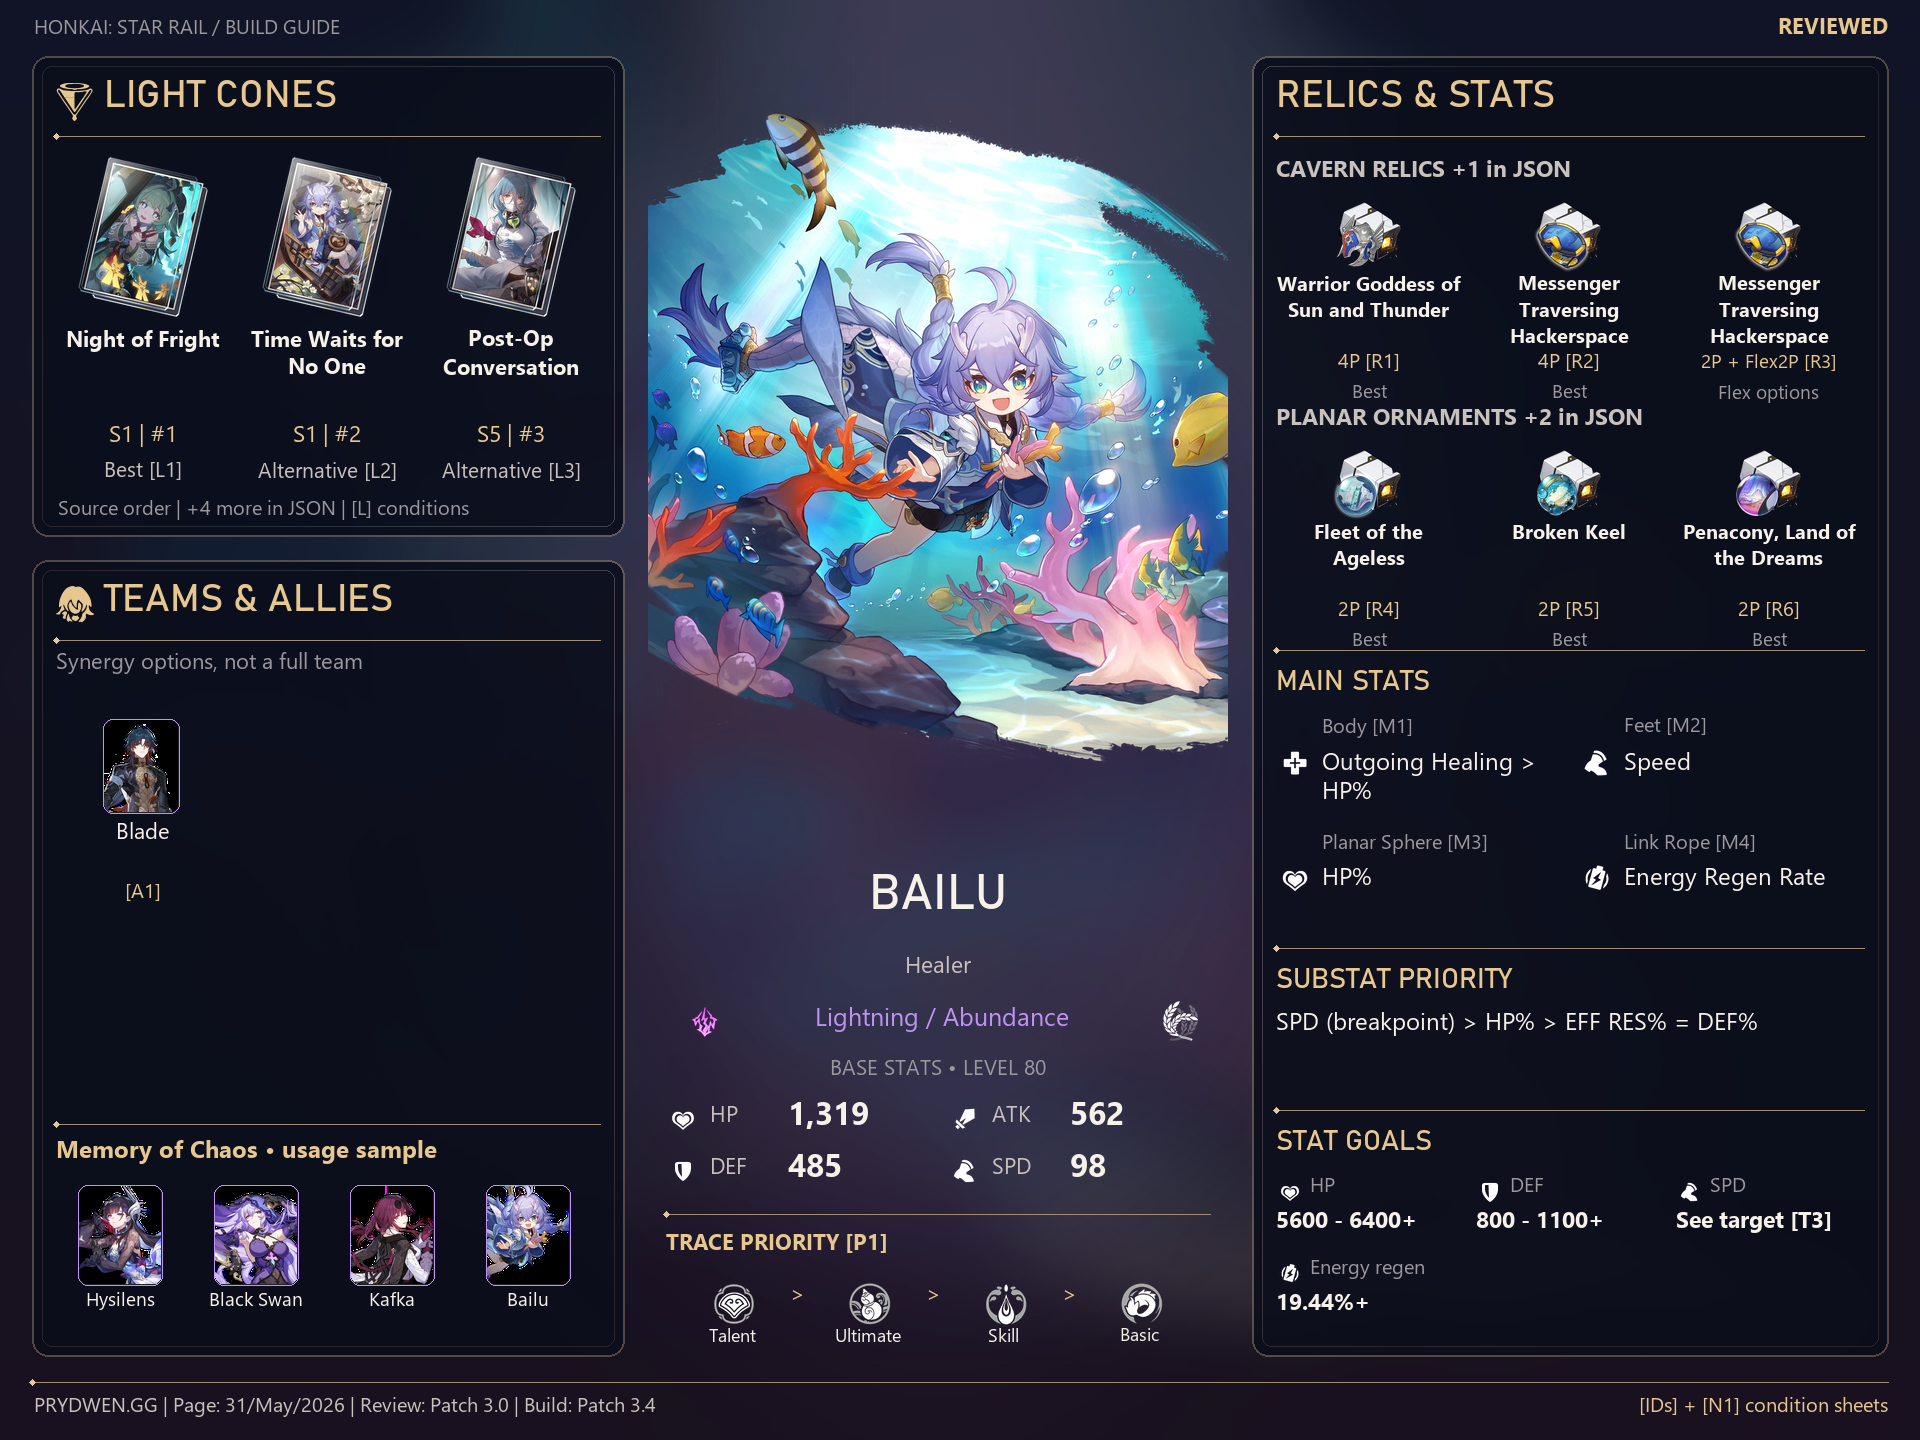 HONKAI: STAR RAIL / BUILD GUIDE
REVIEWED
LIGHT CONES
Night of Fright
S1 | #1
Best [L1]
Time Waits for
No One
S1 | #2
Alternative [L2]
Post-Op
Conversation
S5 | #3
Alternative [L3]
Source order | +4 more in JSON | [L] conditions
TEAMS & ALLIES
Synergy options, not a full team
Blade
[A1]
Memory of Chaos • usage sample
Hysilens
Black Swan
Kafka
Bailu
BAILU
Healer
Lightning / Abundance
BASE STATS • LEVEL 80
HP 1,319
ATK 562
DEF 485
SPD 98
TRACE PRIORITY [P1]
Talent > Ultimate > Skill > Basic
RELICS & STATS
CAVERN RELICS +1 in JSON
Warrior Goddess of
Sun and Thunder
4P [R1]
Best
Messenger
Traversing
Hackerspace
4P [R2]
Best
Messenger
Traversing
Hackerspace
2P + Flex2P [R3]
Flex options
PLANAR ORNAMENTS +2 in JSON
Fleet of the
Ageless
2P [R4]
Best
Broken Keel
2P [R5]
Best
Penacony, Land of
the Dreams
2P [R6]
Best
MAIN STATS
Body [M1]
Outgoing Healing >
HP%
Feet [M2]
Speed
Planar Sphere [M3]
HP%
Link Rope [M4]
Energy Regen Rate
SUBSTAT PRIORITY
SPD (breakpoint) > HP% > EFF RES% = DEF%
STAT GOALS
HP
5600 - 6400+
DEF
800 - 1100+
SPD
See target [T3]
Energy regen
19.44%+
PRYDWEN.GG | Page: 31/May/2026 | Review: Patch 3.0 | Build: Patch 3.4
[IDs] + [N1] condition sheets